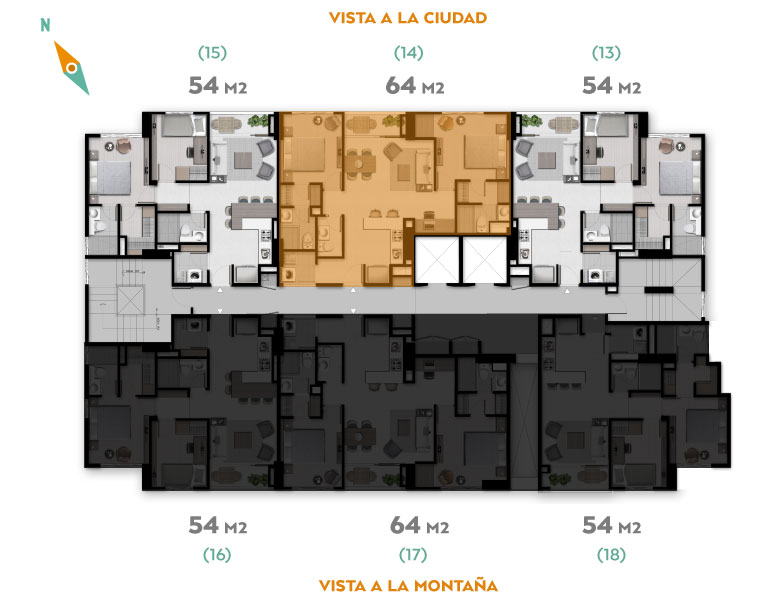 VISTA A LA CIUDAD
N
(15) (14) (13)
54 M2 64 M2 54 M2
54 M2 64 M2 54 M2
(16) (17) (18)
VISTA A LA MONTAÑA